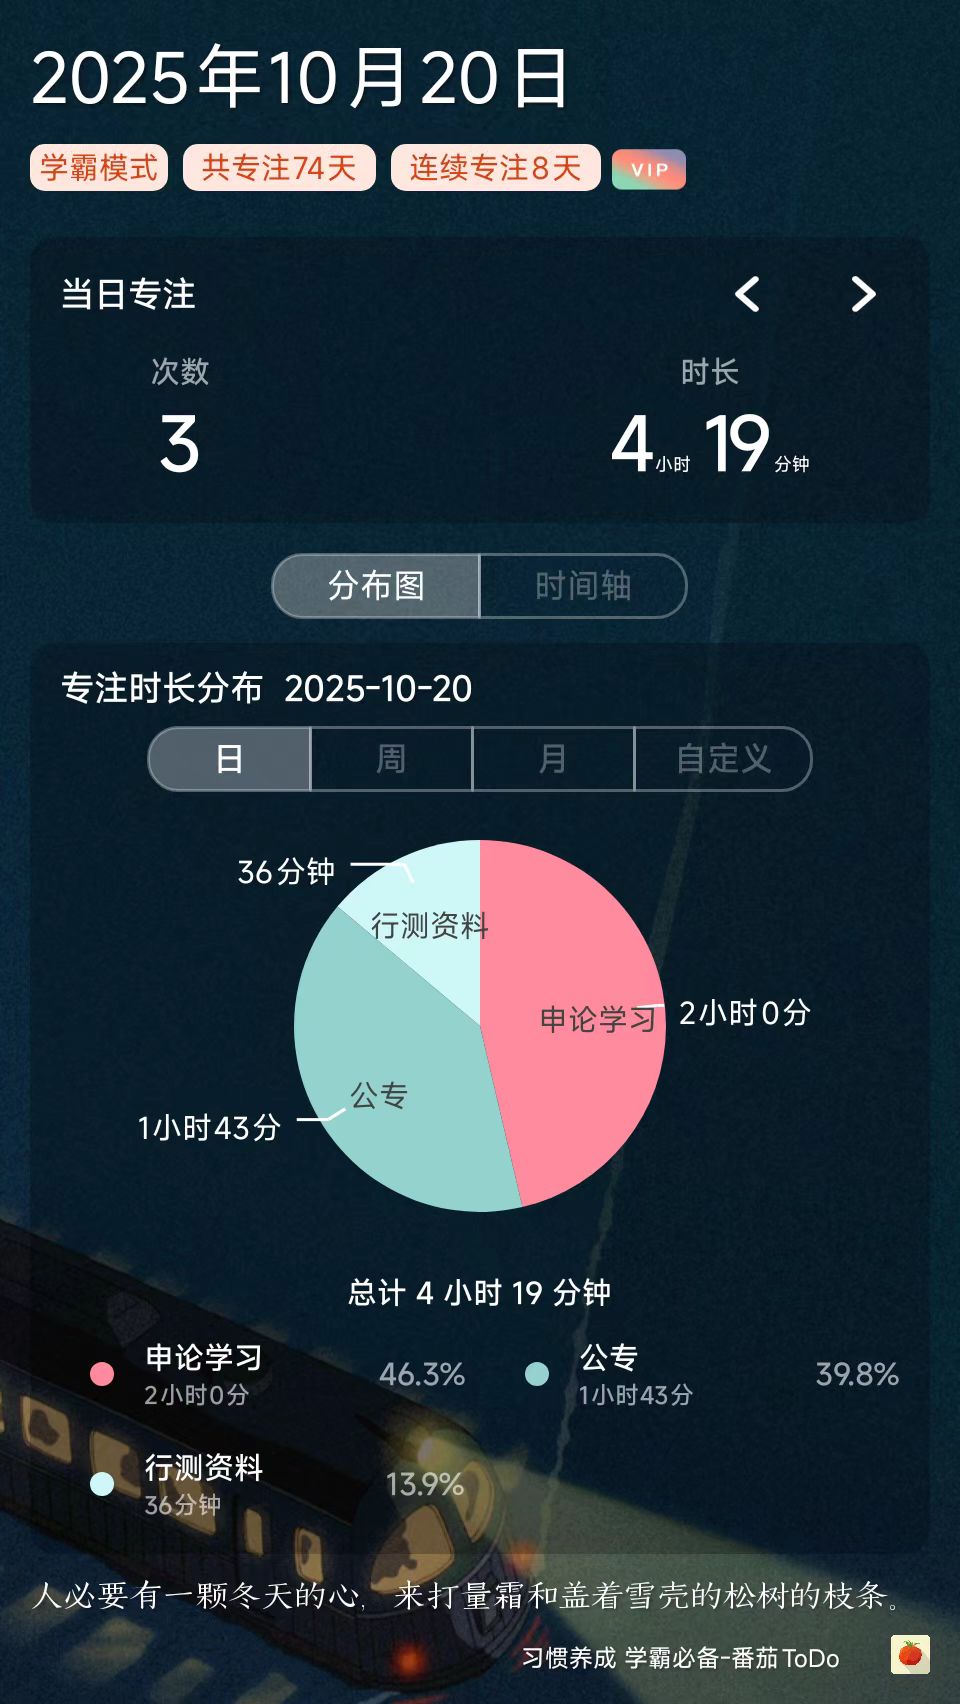 2025年10月20日
学霸模式 共专注74天 连续专注8天 VIP
当日专注
次数 时长
3 4小时 19分钟
分布图 时间轴
专注时长分布 2025-10-20
日 周 月 自定义
36分钟
行测资料
申论学习 2小时0分
公专
1小时43分
总计 4 小时 19 分钟
申论学习 46.3% 公专 39.8%
2小时0分 1小时43分
行测资料 13.9%
36分钟
人必要有一颗冬天的心，来打量霜和盖着雪壳的松树的枝条。
习惯养成 学霸必备-番茄ToDo